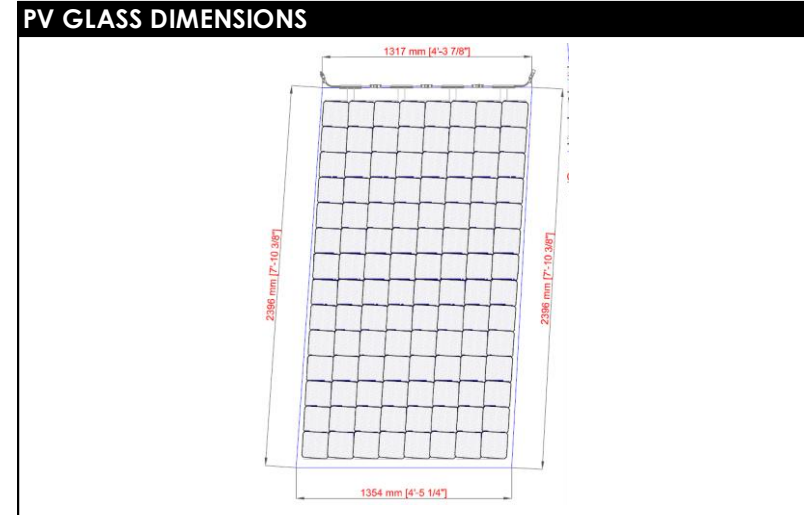 PV GLASS DIMENSIONS
1317 mm [4'-3 7/8"]
2396 mm [7'-10 3/8"]
2396 mm [7'-10 3/8"]
1354 mm [4'-5 1/4"]